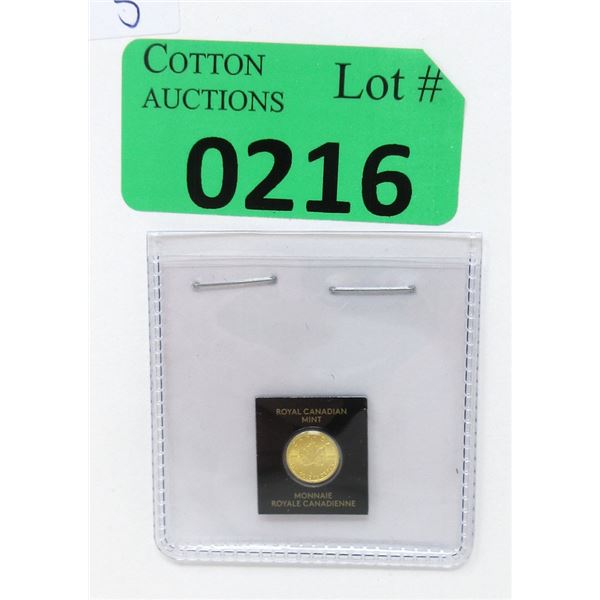 COTTON
AUCTIONS
Lot #
0216
ROYAL CANADIAN
MINT
MONNAIE
ROYALE CANADIENNE